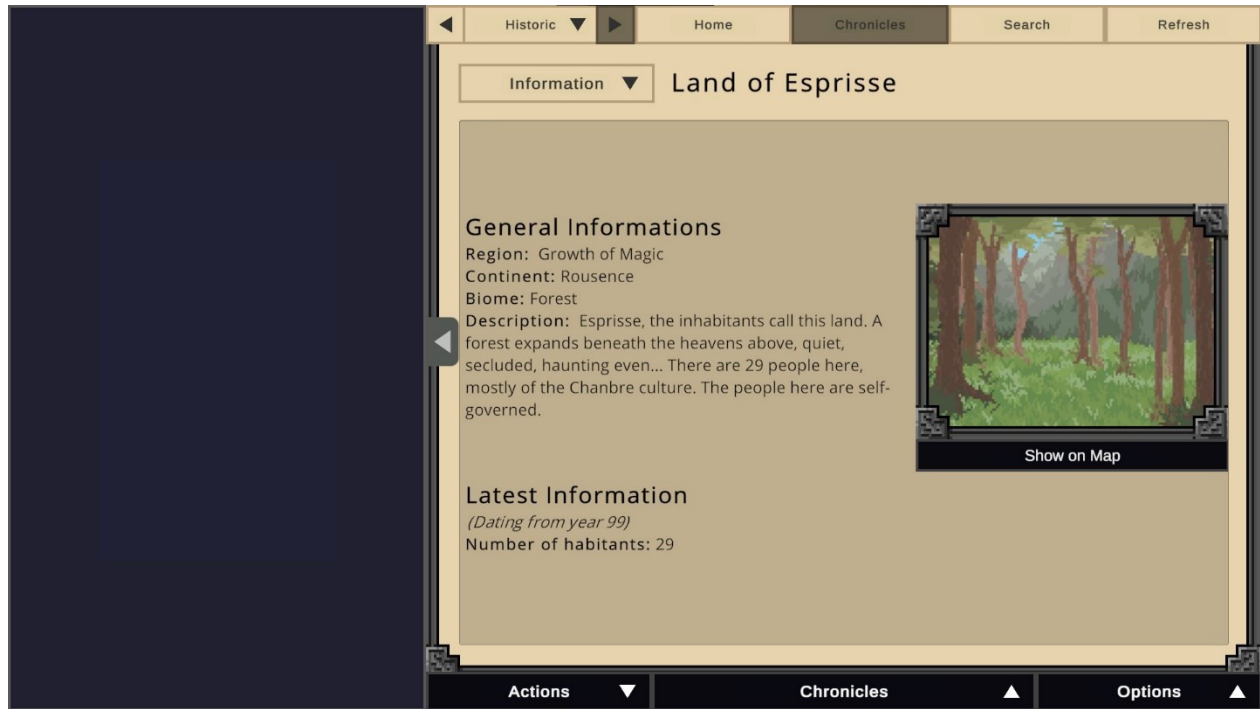 Historic Home Chronicles Search Refresh
Information Land of Esprisse
General Informations
Region: Growth of Magic
Continent: Rousence
Biome: Forest
Description: Esprisse, the inhabitants call this land. A
forest expands beneath the heavens above, quiet,
secluded, haunting even... There are 29 people here,
mostly of the Chanbre culture. The people here are self-
governed.
Show on Map
Latest Information
(Dating from year 99)
Number of habitants: 29
Actions Chronicles Options